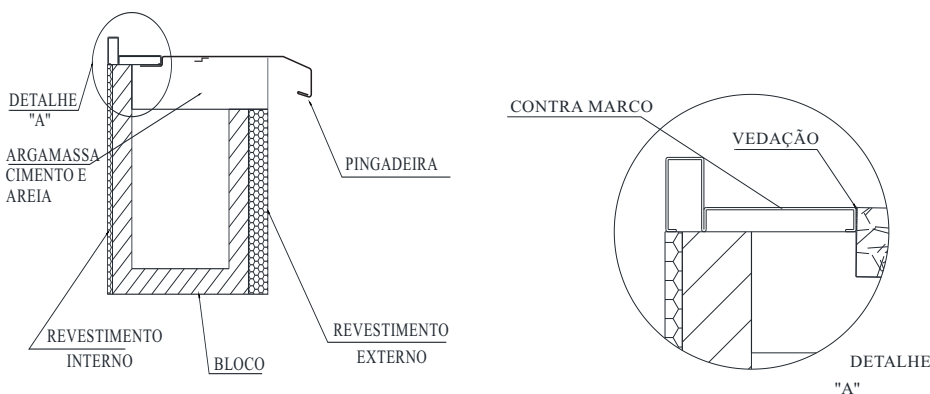 DETALHE
"A"
ARGAMASSA
CIMENTO E
AREIA
PINGADEIRA
REVESTIMENTO
INTERNO
BLOCO
REVESTIMENTO
EXTERNO
CONTRA MARCO
VEDAÇÃO
DETALHE
"A"